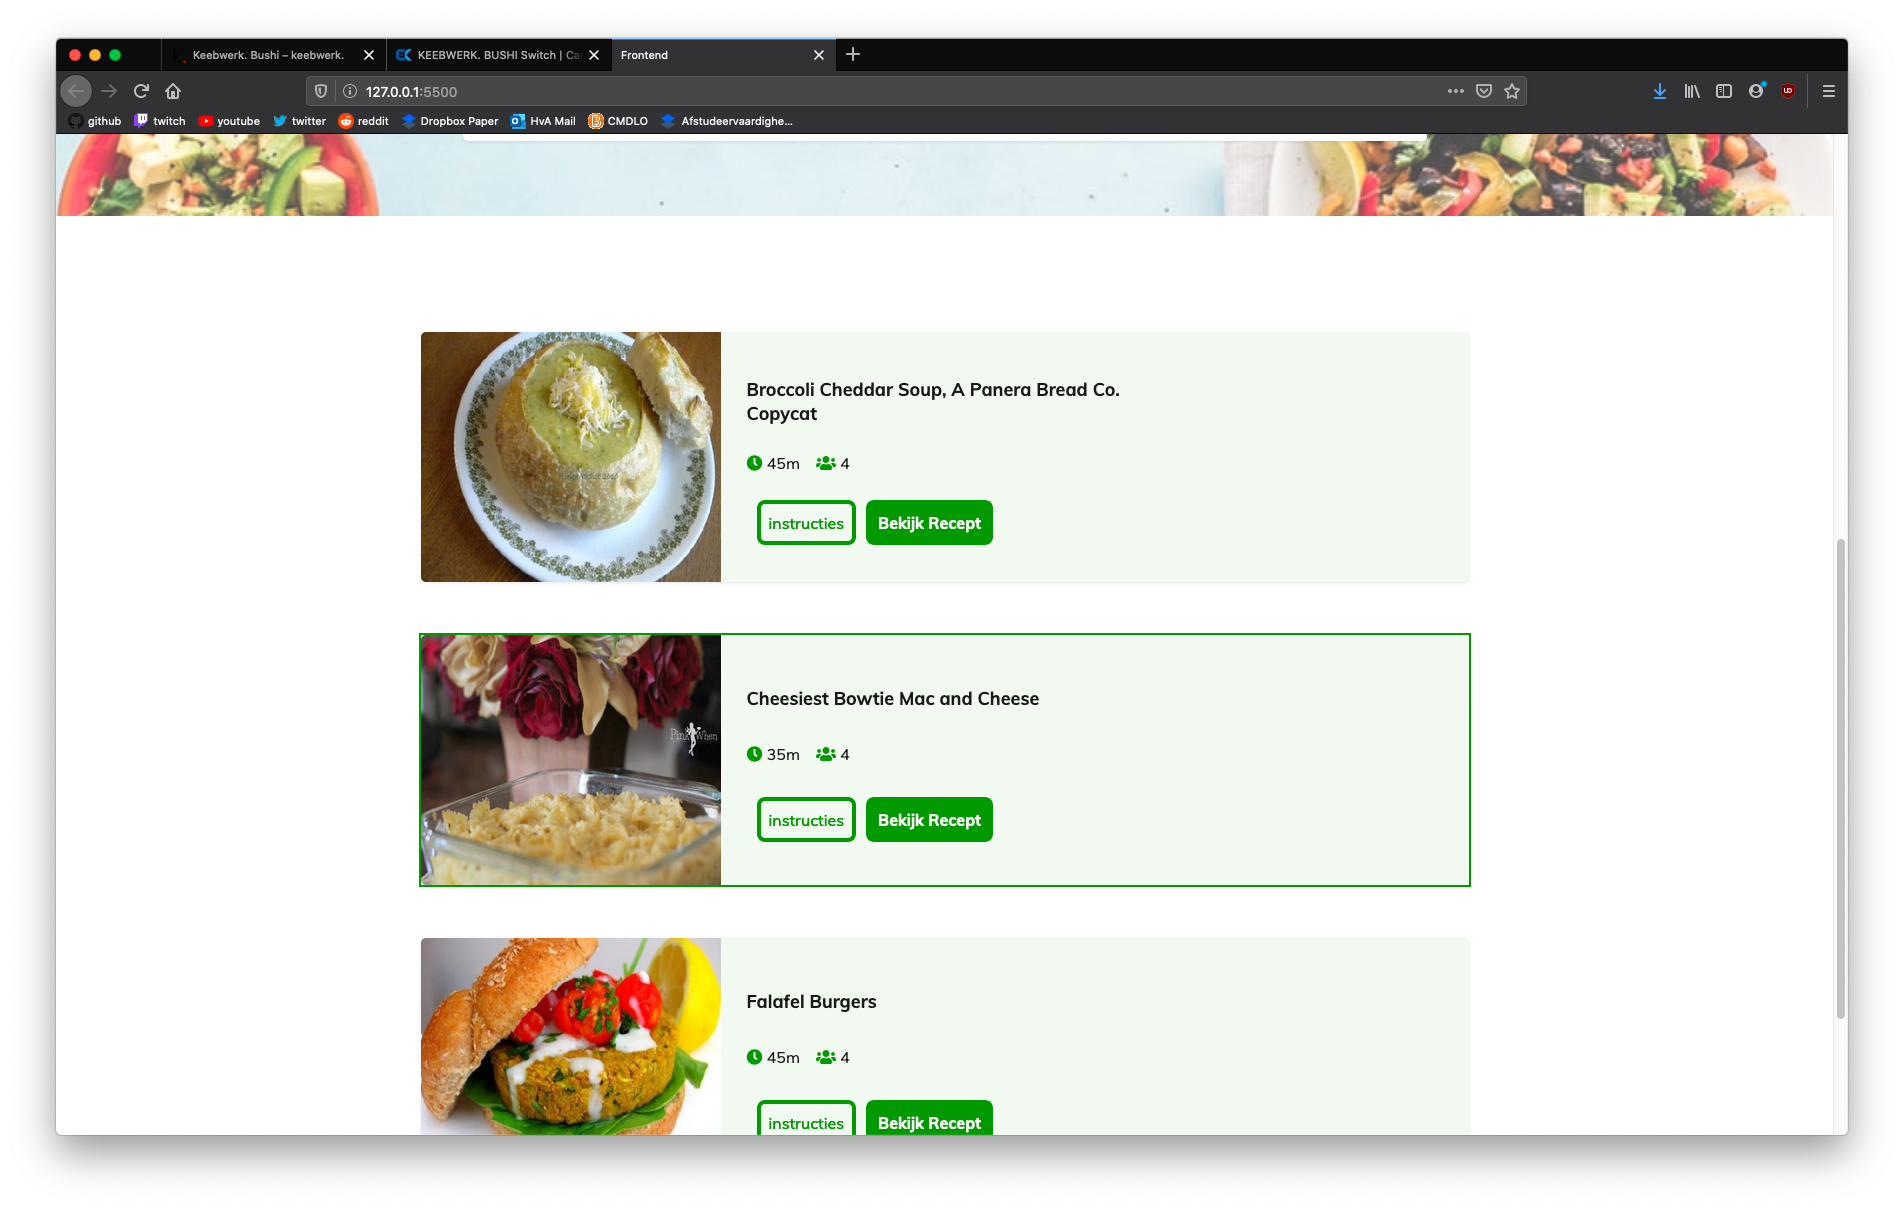 Keebwerk. Bushi – keebwerk.
KEEBWERK. BUSHI Switch | Ca
Frontend
127.0.0.1:5500
github
twitch
youtube
twitter
reddit
Dropbox Paper
HvA Mail
CMDLO
Afstudeervaardighe...
Broccoli Cheddar Soup, A Panera Bread Co.
Copycat
45m 4
instructies
Bekijk Recept
Pink When
Cheesiest Bowtie Mac and Cheese
35m 4
instructies
Bekijk Recept
Falafel Burgers
45m 4
instructies
Bekijk Recept